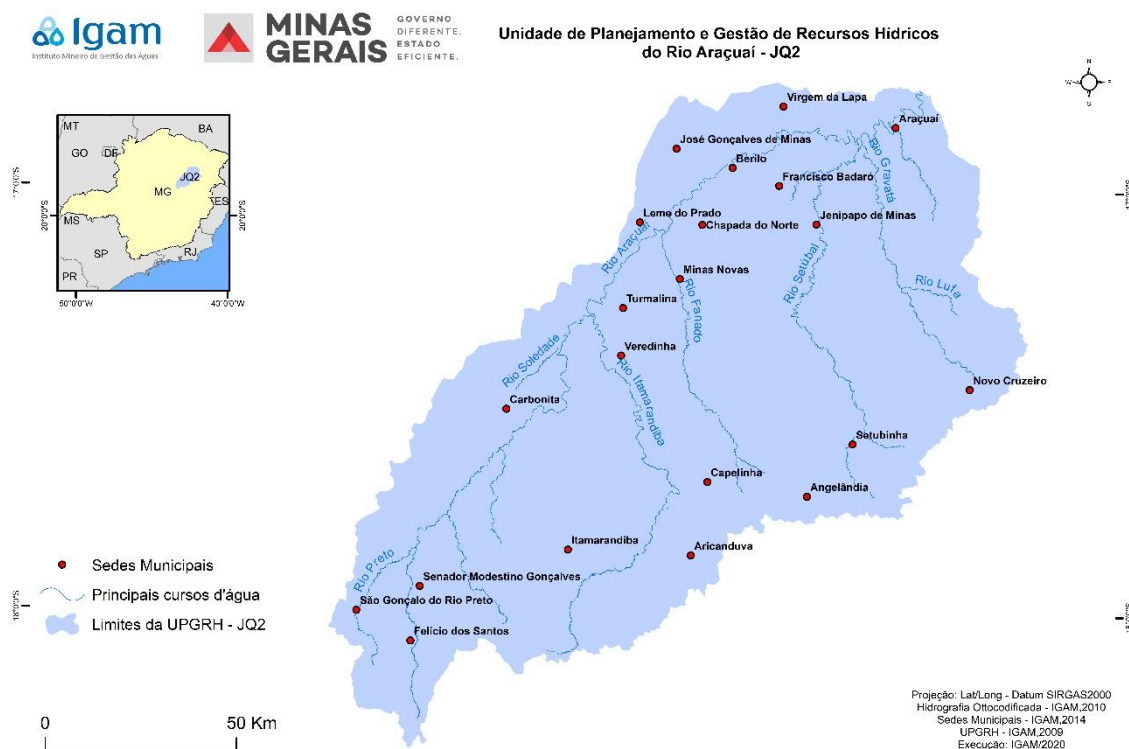 Igam
Instituto Mineiro de Gestão das Águas
MINAS
GERAIS
GOVERNO
DIFERENTE.
ESTADO
EFICIENTE.
Unidade de Planejamento e Gestão de Recursos Hídricos
do Rio Araçuaí - JQ2
N
W
E
S
MT
BA
GO
DF
JQ2
MG
ES
MS
SP
RJ
PR
20°0'0"S
20°0'0"S
50°0'0"W
40°0'0"W
17°0'0"S
17°0'0"S
Virgem da Lapa
Araçuaí
José Gonçalves de Minas
Berilo
Rio Gravatá
Francisco Badaró
Leme do Prado
Chapada do Norte
Jenipapo de Minas
Rio Araçuaí
Minas Novas
Rio Setúbal
Rio Lufa
Rio Fanado
Turmalina
Veredinha
Rio Soledade
Rio Itamarandiba
Novo Cruzeiro
Carbonita
Setubinha
Capelinha
Angelândia
Itamarandiba
Aricanduva
Rio Preto
Senador Modestino Gonçalves
São Gonçalo do Rio Preto
Felício dos Santos
18°0'0"S
18°0'0"S
Sedes Municipais
Principais cursos d'água
Limites da UPGRH - JQ2
0
50 Km
Projeção: Lat/Long - Datum SIRGAS2000
Hidrografia Ottocodificada - IGAM,2010
Sedes Municipais - IGAM,2014
UPGRH - IGAM,2009
Execução: IGAM/2020